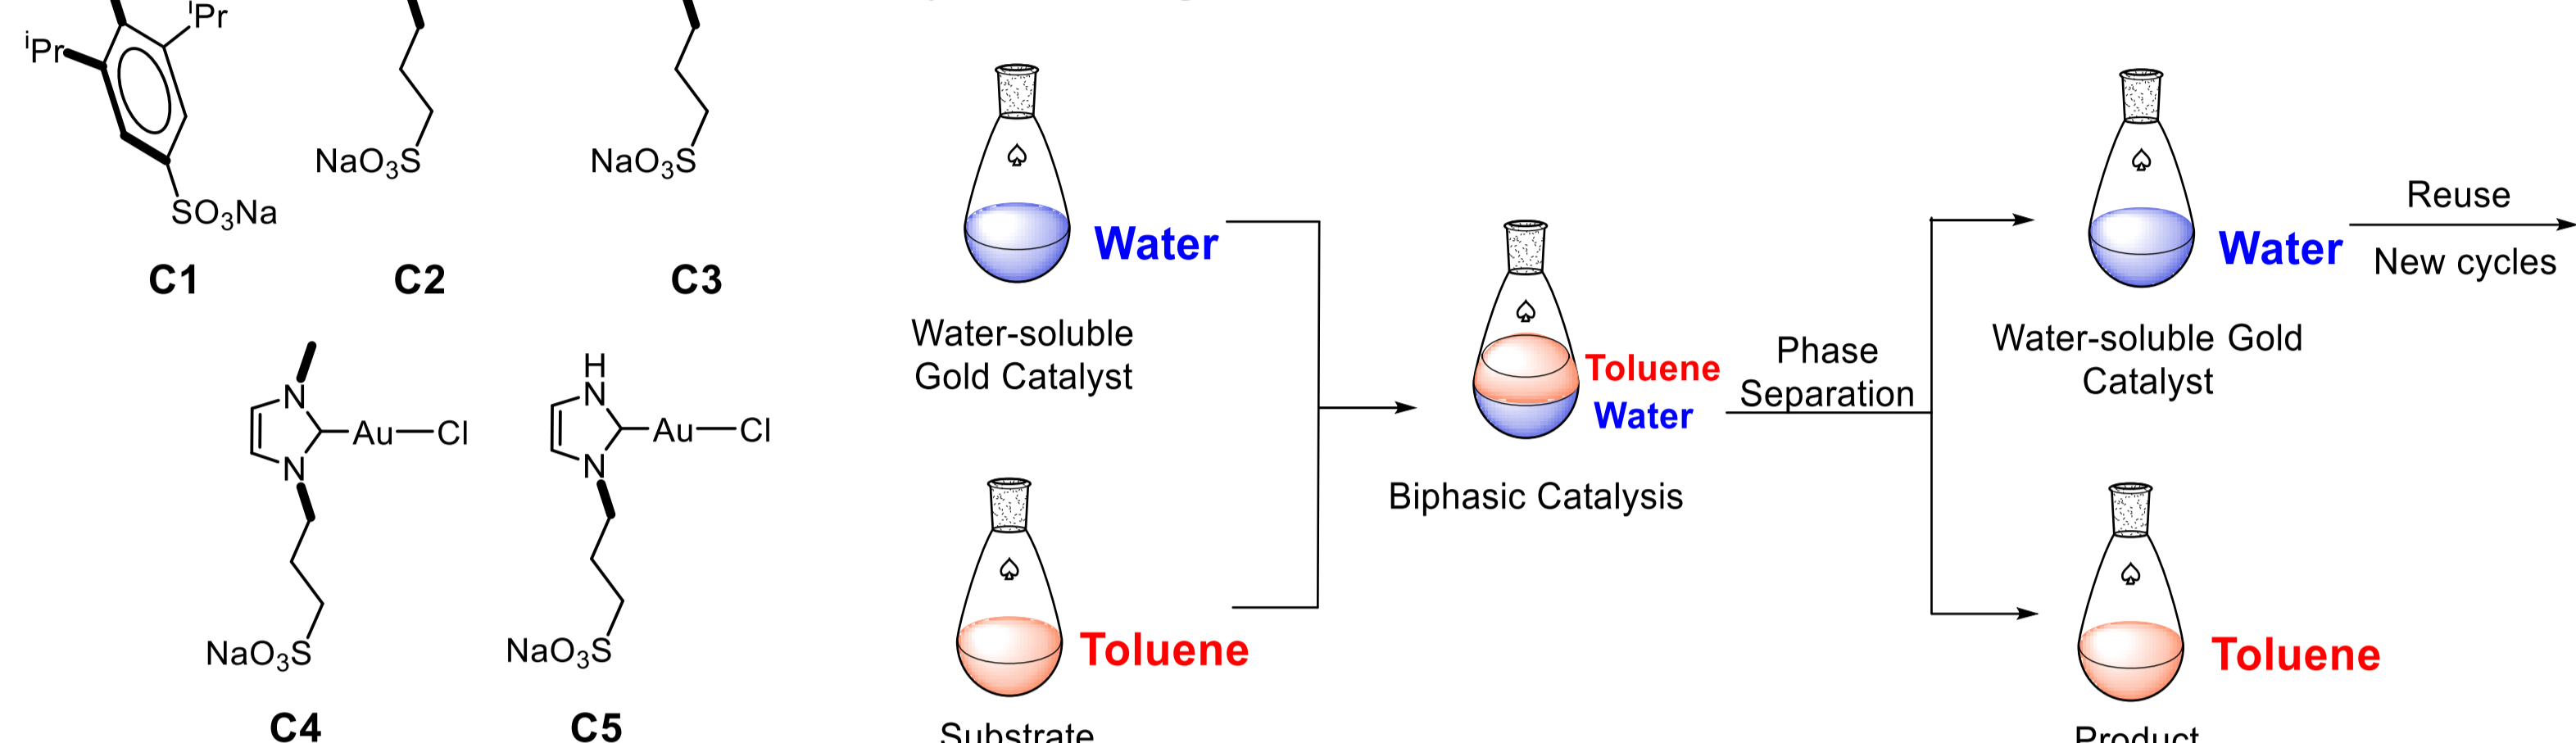 iPr
iPr
SO3Na
C1
NaO3S
C2
NaO3S
C3
N
N
Au
Cl
NaO3S
C4
H
N
N
Au
Cl
NaO3S
C5
Water
Water-soluble
Gold Catalyst
Toluene
Substrate
Toluene
Water
Biphasic Catalysis
Phase
Separation
Water
Water-soluble Gold
Catalyst
Reuse
New cycles
Toluene
Product